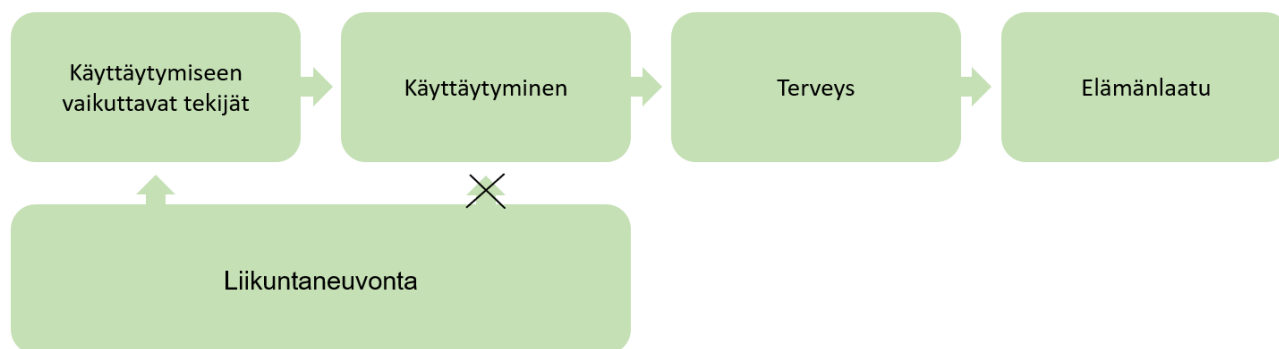 Käyttäytymiseen
vaikuttavat tekijät
Käyttäytyminen
Terveys
Elämänlaatu
Liikuntaneuvonta